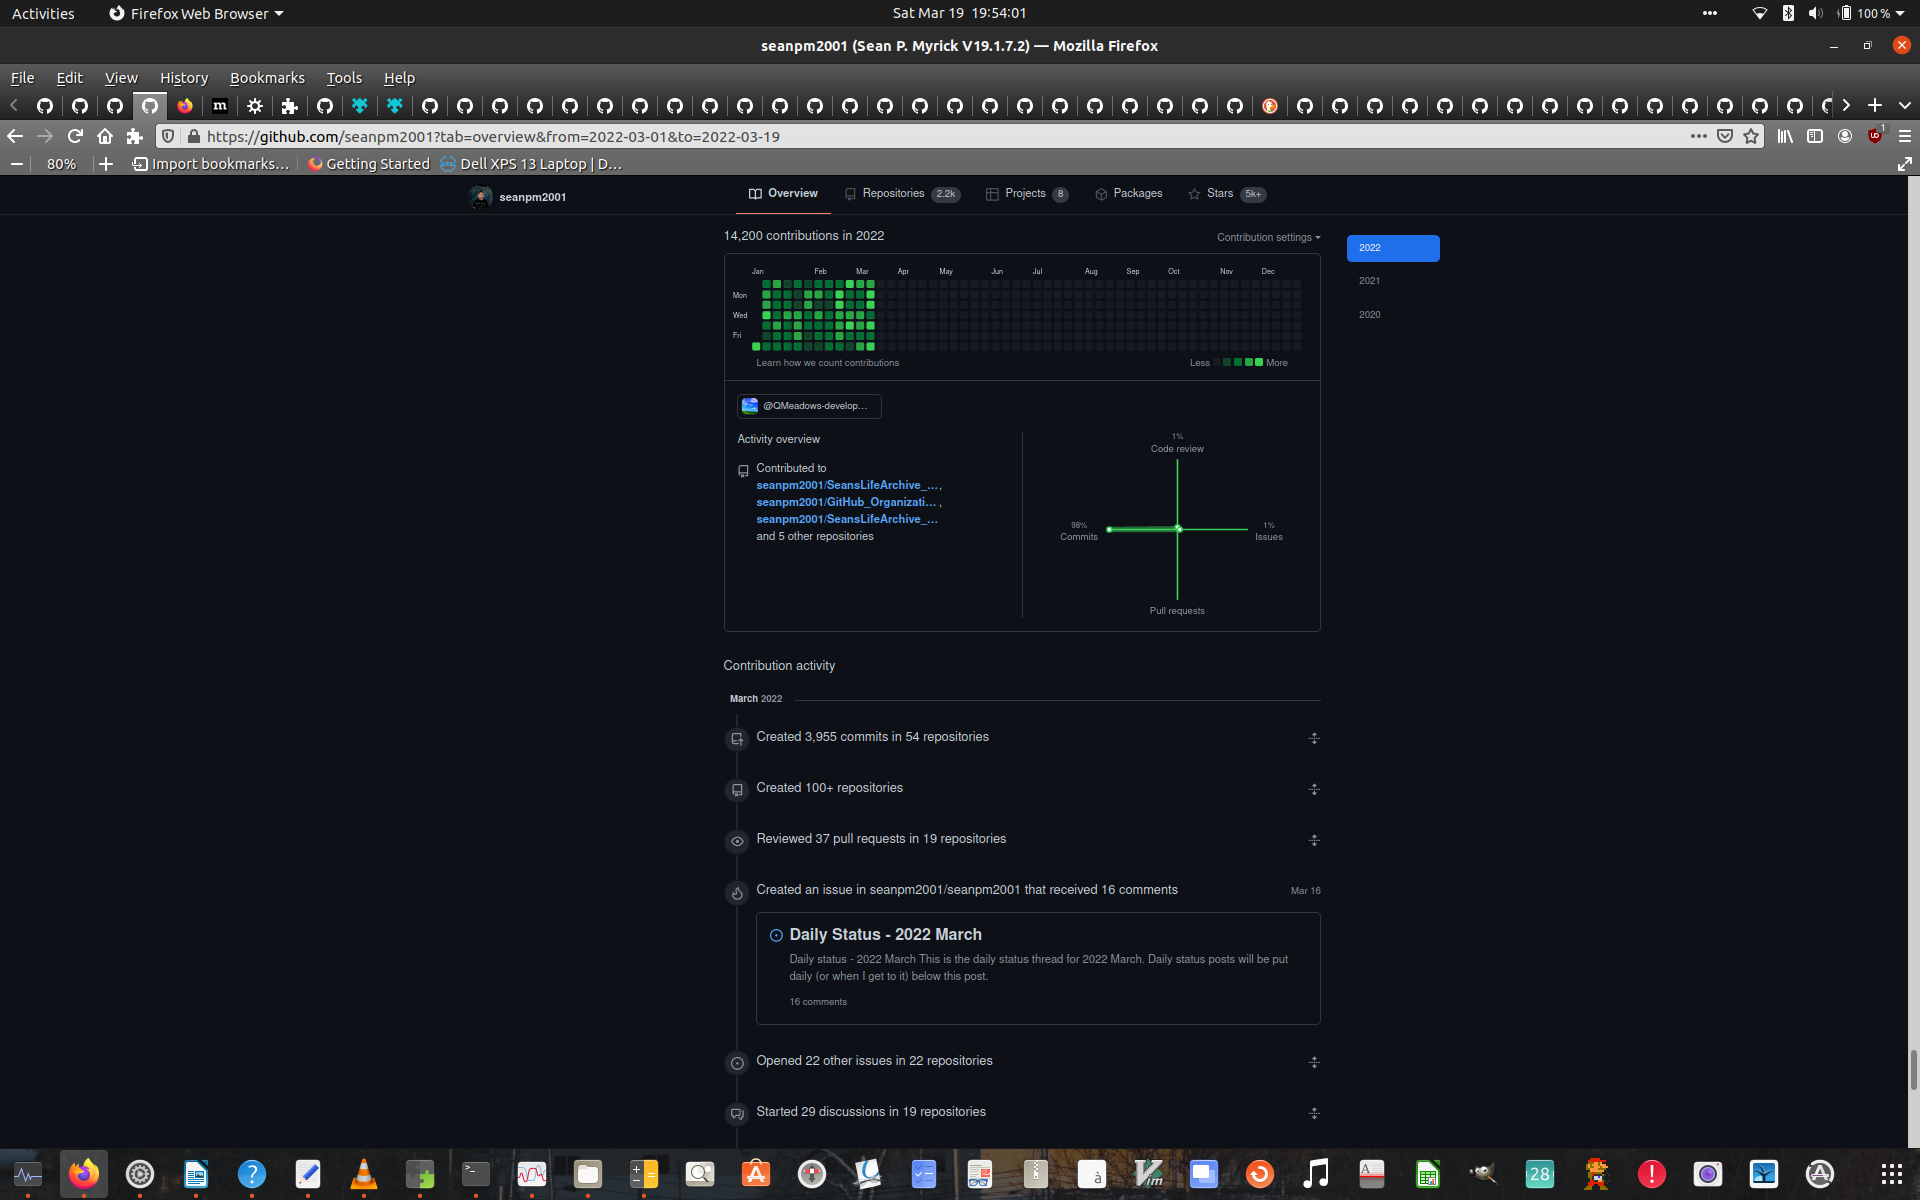 Activities
Firefox Web Browser
Sat Mar 19 19:54:01
100 %
seanpm2001 (Sean P. Myrick V19.1.7.2) — Mozilla Firefox
File Edit View History Bookmarks Tools Help
https://github.com/seanpm2001?tab=overview&from=2022-03-01&to=2022-03-19
1
80%
Import bookmarks…
Getting Started
Dell XPS 13 Laptop | D…
seanpm2001
Overview
Repositories 2.2k
Projects 8
Packages
Stars 5k+
14,200 contributions in 2022
Contribution settings
2022
2021
2020
Jan Feb Mar Apr May Jun Jul Aug Sep Oct Nov Dec
Mon
Wed
Fri
Learn how we count contributions
Less More
@QMeadows-develop…
Activity overview
Contributed to
seanpm2001/SeansLifeArchive_…,
seanpm2001/GitHub_Organizati… ,
seanpm2001/SeansLifeArchive_…
and 5 other repositories
1%
Code review
98%
Commits
1%
Issues
Pull requests
Contribution activity
March 2022
Created 3,955 commits in 54 repositories
Created 100+ repositories
Reviewed 37 pull requests in 19 repositories
Created an issue in seanpm2001/seanpm2001 that received 16 comments
Mar 16
Daily Status - 2022 March
Daily status - 2022 March This is the daily status thread for 2022 March. Daily status posts will be put
daily (or when I get to it) below this post.
16 comments
Opened 22 other issues in 22 repositories
Started 29 discussions in 19 repositories
28